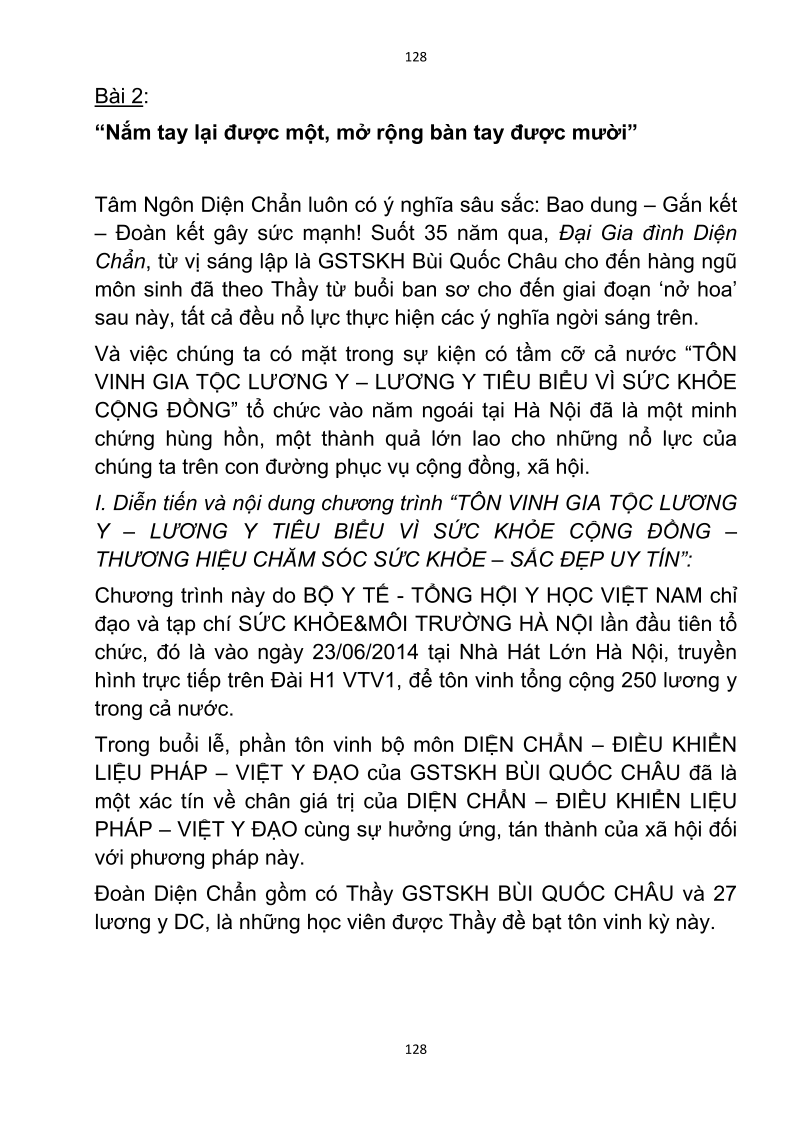 128
Bài 2:
“Nắm tay lại được một, mở rộng bàn tay được mười”
Tâm Ngôn Diện Chẩn luôn có ý nghĩa sâu sắc: Bao dung – Gắn kết
– Đoàn kết gây sức mạnh! Suốt 35 năm qua, Đại Gia đình Diện
Chẩn, từ vị sáng lập là GSTSKH Bùi Quốc Châu cho đến hàng ngũ
môn sinh đã theo Thầy từ buổi ban sơ cho đến giai đoạn ‘nở hoa’
sau này, tất cả đều nổ lực thực hiện các ý nghĩa ngời sáng trên.
Và việc chúng ta có mặt trong sự kiện có tầm cỡ cả nước “TÔN
VINH GIA TỘC LƯƠNG Y – LƯƠNG Y TIÊU BIỂU VÌ SỨC KHỎE
CỘNG ĐỒNG” tổ chức vào năm ngoái tại Hà Nội đã là một minh
chứng hùng hồn, một thành quả lớn lao cho những nổ lực của
chúng ta trên con đường phục vụ cộng đồng, xã hội.
I. Diễn tiến và nội dung chương trình “TÔN VINH GIA TỘC LƯƠNG
Y – LƯƠNG Y TIÊU BIỂU VÌ SỨC KHỎE CỘNG ĐỒNG –
THƯƠNG HIỆU CHĂM SÓC SỨC KHỎE – SẮC ĐẸP UY TÍN”:
Chương trình này do BỘ Y TẾ - TỔNG HỘI Y HỌC VIỆT NAM chỉ
đạo và tạp chí SỨC KHỎE&MÔI TRƯỜNG HÀ NỘI lần đầu tiên tổ
chức, đó là vào ngày 23/06/2014 tại Nhà Hát Lớn Hà Nội, truyền
hình trực tiếp trên Đài H1 VTV1, để tôn vinh tổng cộng 250 lương y
trong cả nước.
Trong buổi lễ, phần tôn vinh bộ môn DIỆN CHẨN – ĐIỀU KHIỂN
LIỆU PHÁP – VIỆT Y ĐẠO của GSTSKH BÙI QUỐC CHÂU đã là
một xác tín về chân giá trị của DIỆN CHẨN – ĐIỀU KHIỂN LIỆU
PHÁP – VIỆT Y ĐẠO cùng sự hưởng ứng, tán thành của xã hội đối
với phương pháp này.
Đoàn Diện Chẩn gồm có Thầy GSTSKH BÙI QUỐC CHÂU và 27
lương y DC, là những học viên được Thầy đề bạt tôn vinh kỳ này.
128